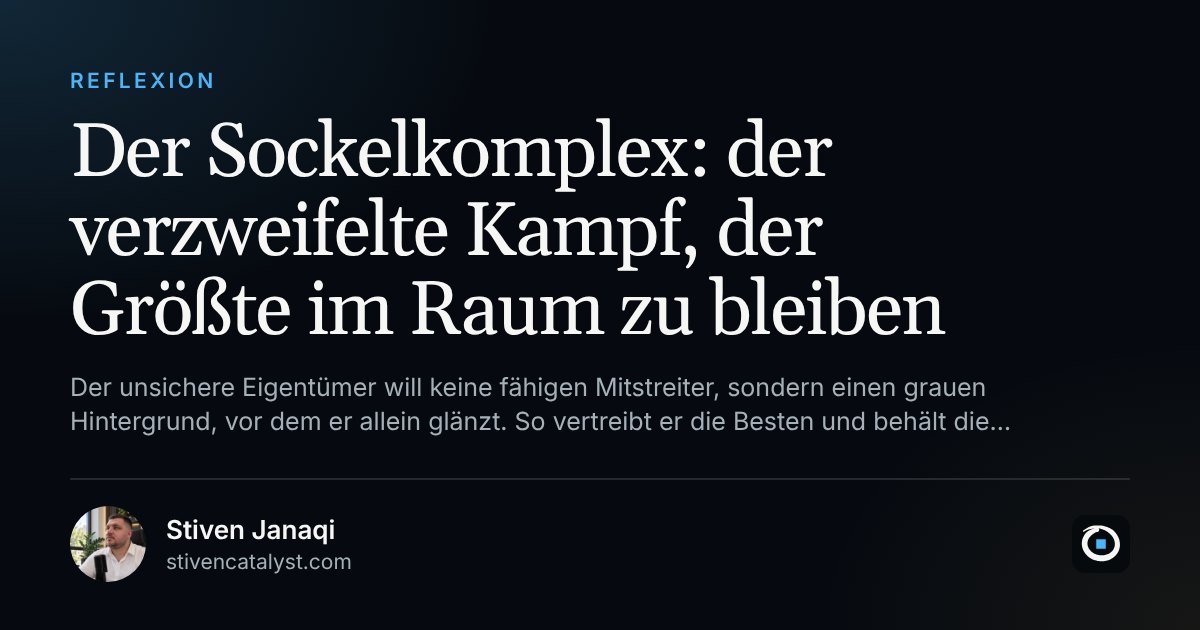 REFLEXION
Der Sockelkomplex: der
verzweifelte Kampf, der
Größte im Raum zu bleiben
Der unsichere Eigentümer will keine fähigen Mitstreiter, sondern einen grauen
Hintergrund, vor dem er allein glänzt. So vertreibt er die Besten und behält die...
Stiven Janaqi
stivencatalyst.com